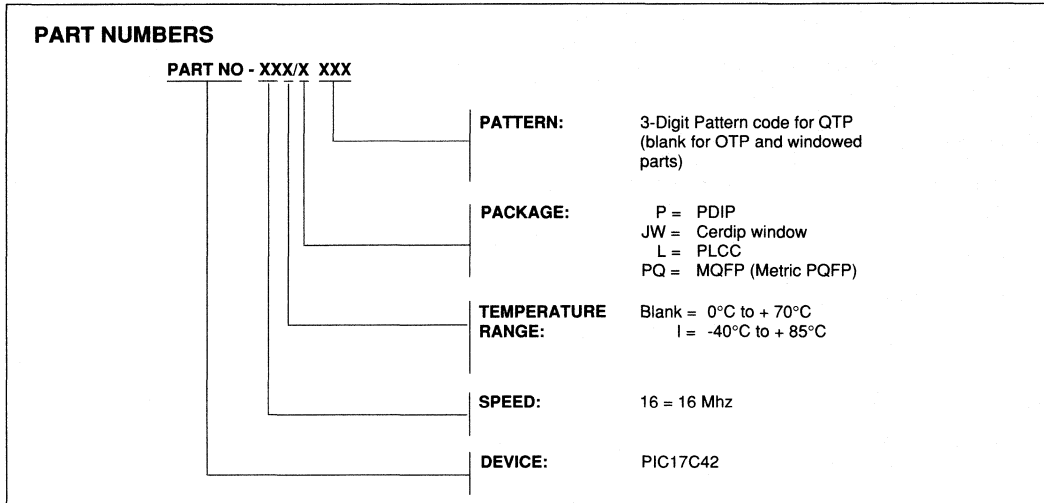 PART NUMBERS
PART NO - XXX/X XXX
PATTERN: 3-Digit Pattern code for QTP
(blank for OTP and windowed
parts)
PACKAGE: P = PDIP
JW = Cerdip window
L = PLCC
PQ = MQFP (Metric PQFP)
TEMPERATURE Blank = 0°C to + 70°C
RANGE: I = -40°C to + 85°C
SPEED: 16 = 16 Mhz
DEVICE: PIC17C42